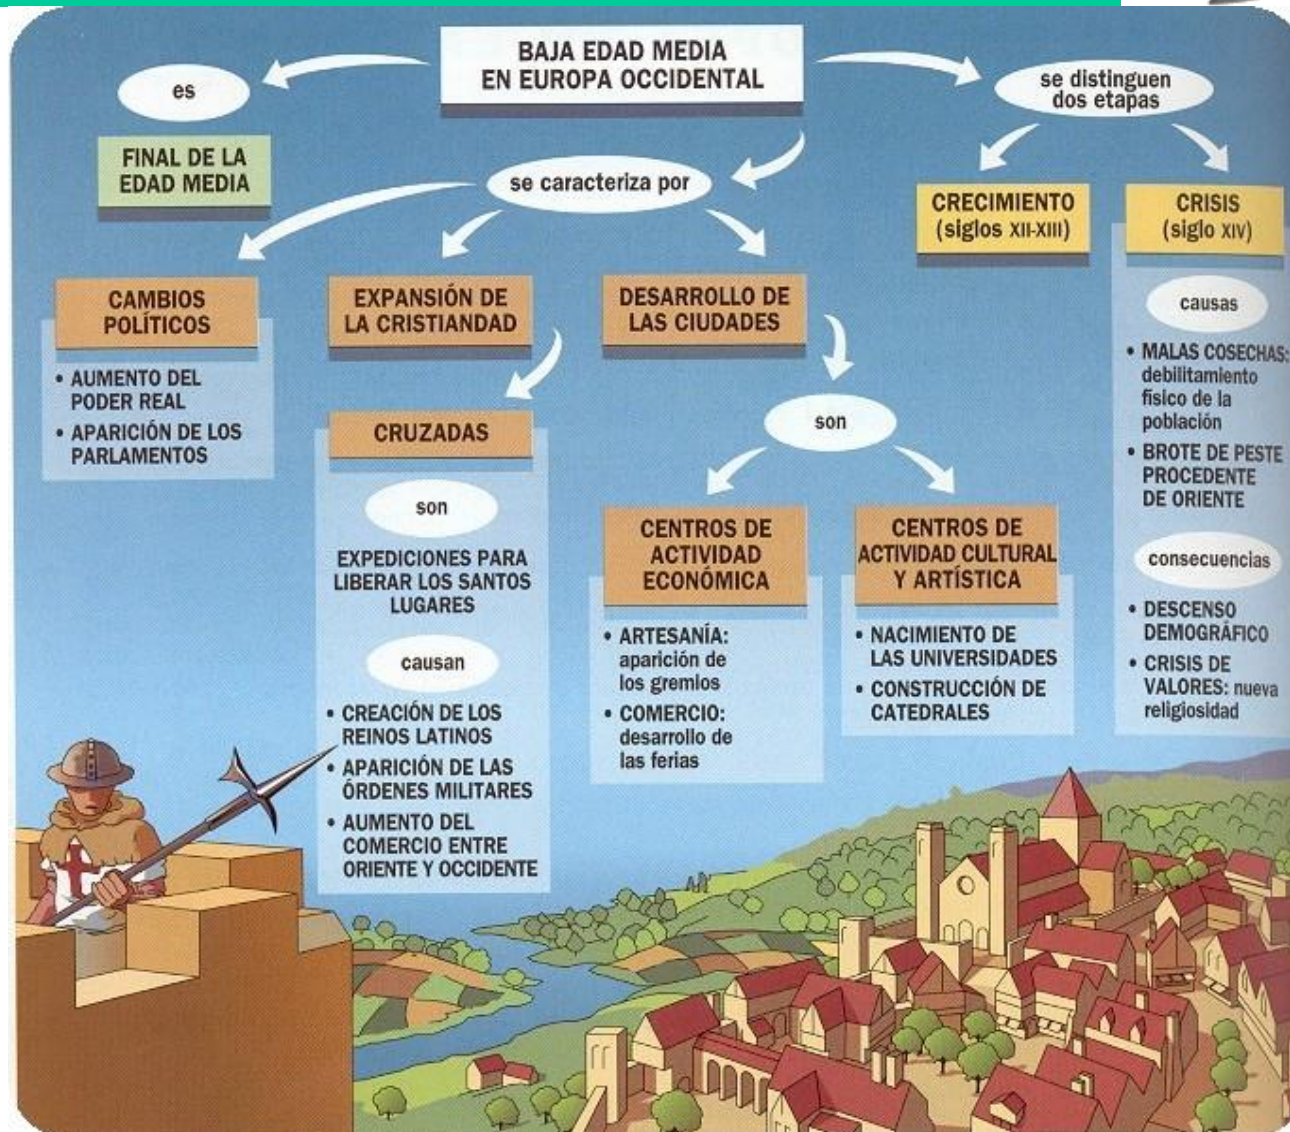 BAJA EDAD MEDIA
EN EUROPA OCCIDENTAL
es
FINAL DE LA
EDAD MEDIA
se caracteriza por
CAMBIOS
POLÍTICOS
• AUMENTO DEL
PODER REAL
• APARICIÓN DE LOS
PARLAMENTOS
EXPANSIÓN DE
LA CRISTIANDAD
CRUZADAS
son
EXPEDICIONES PARA
LIBERAR LOS SANTOS
LUGARES
causan
• CREACIÓN DE LOS
REINOS LATINOS
• APARICIÓN DE LAS
ÓRDENES MILITARES
• AUMENTO DEL
COMERCIO ENTRE
ORIENTE Y OCCIDENTE
DESARROLLO DE
LAS CIUDADES
son
CENTROS DE
ACTIVIDAD
ECONÓMICA
• ARTESANÍA:
aparición de
los gremios
• COMERCIO:
desarrollo de
las ferias
CENTROS DE
ACTIVIDAD CULTURAL
Y ARTÍSTICA
• NACIMIENTO DE
LAS UNIVERSIDADES
• CONSTRUCCIÓN DE
CATEDRALES
se distinguen
dos etapas
CRECIMIENTO
(siglos XII-XIII)
CRISIS
(siglo XIV)
causas
• MALAS COSECHAS:
debilitamiento
físico de la
población
• BROTE DE PESTE
PROCEDENTE
DE ORIENTE
consecuencias
• DESCENSO
DEMOGRÁFICO
• CRISIS DE
VALORES: nueva
religiosidad